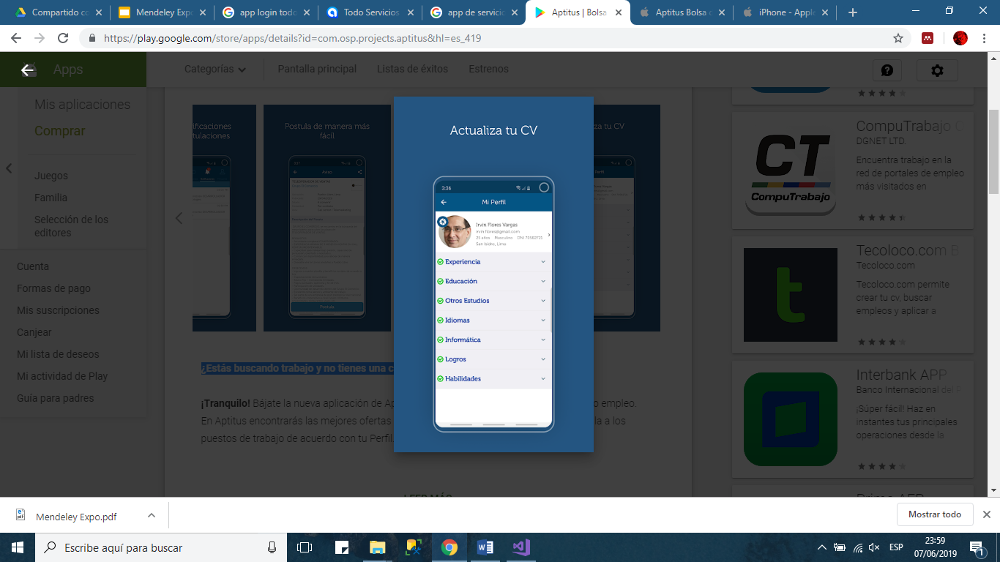 Compartido co
Mendeley Expo
app login todo
Todo Servicios
app de servicio
Aptitus | Bolsa
Aptitus Bolsa d
iPhone - Apple
https://play.google.com/store/apps/details?id=com.osp.projects.aptitus&hl=es_419
Apps
Categorías
Pantalla principal
Listas de éxitos
Estrenos
Mis aplicaciones
Comprar
Juegos
Familia
Selección de los
editores
Cuenta
Formas de pago
Mis suscripciones
Canjear
Mi lista de deseos
Mi actividad de Play
Guía para padres
ificaciones
tulaciones
Postula de manera más
fácil
Aviso
Postula
Actualiza tu CV
3:36
Mi Perfil
Irvin Flores Vargas
irvin.flores@gmail.com
25 años Masculino DNI 70582725
San Isidro, Lima
Experiencia
Educación
Otros Estudios
Idiomas
Informática
Logros
Habilidades
za tu CV
Perfil
¿Estás buscando trabajo y no tienes una c
¡Tranquilo! Bájate la nueva aplicación de Ap
o empleo.
En Aptitus encontrarás las mejores ofertas
la a los
puestos de trabajo de acuerdo con tu Perfil
LEER MÁS
CompuTrabajo
DGNET LTD.
Encuentra trabajo en la
red de portales de empleo
más visitados en
CT
CompuTrabajo
Tecoloco.com B
Tecoloco.com
Tecoloco.com permite
crear tu cv, buscar
empleos y aplicar a
t
Interbank APP
Banco Internacional del P
¡Súper fácil! Haz en
instantes tus principales
operaciones desde la
Prima AFP
Mendeley Expo.pdf
Mostrar todo
Escribe aquí para buscar
ESP
23:59
07/06/2019
1